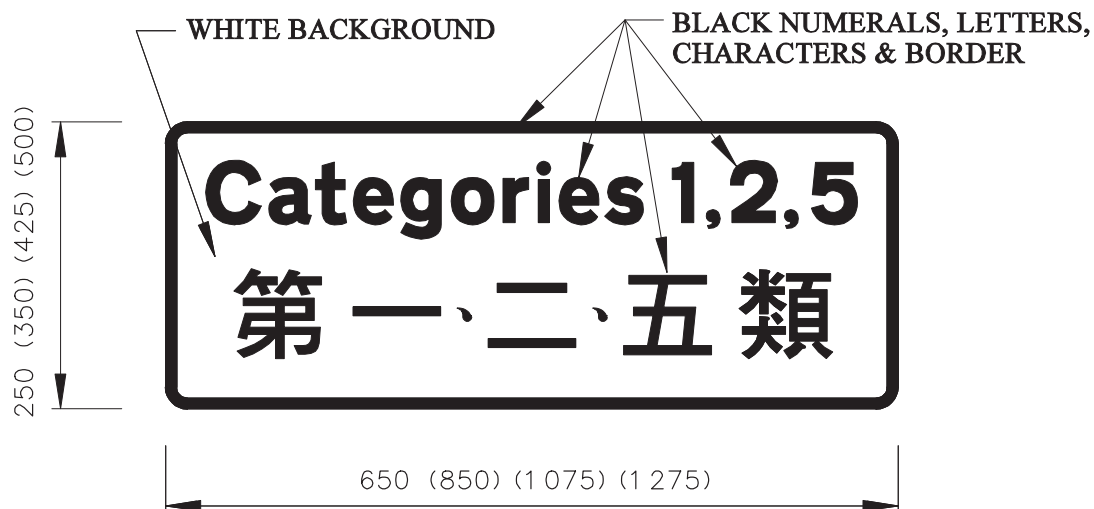 WHITE BACKGROUND
BLACK NUMERALS, LETTERS,
CHARACTERS & BORDER
250 (350) (425) (500)
Categories 1,2,5
第一、二、五類
650 (850) (1 075) (1 275)